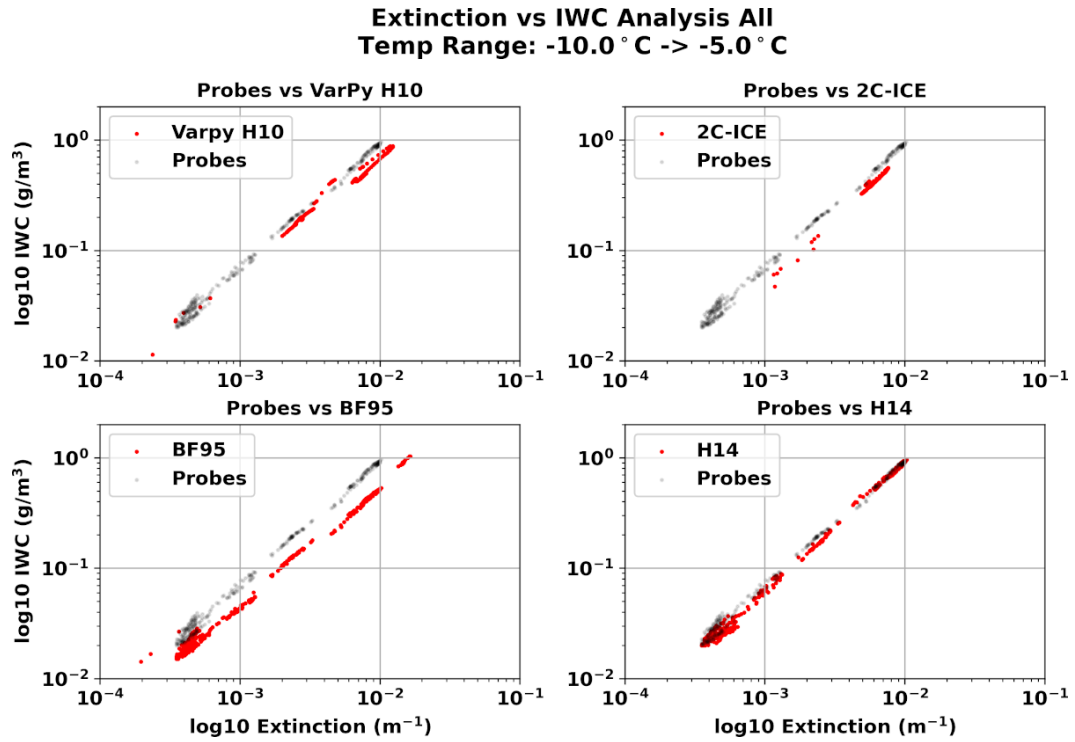 Extinction vs IWC Analysis All
Temp Range: -10.0°C -> -5.0°C
Probes vs VarPy H10
Probes vs 2C-ICE
Varpy H10
Probes
2C-ICE
Probes
log10 IWC (g/m³)
10⁰
10⁻¹
10⁻²
10⁰
10⁻¹
10⁻²
10⁻⁴ 10⁻³ 10⁻² 10⁻¹
10⁻⁴ 10⁻³ 10⁻² 10⁻¹
Probes vs BF95
Probes vs H14
BF95
Probes
H14
Probes
log10 IWC (g/m³)
10⁰
10⁻¹
10⁻²
10⁰
10⁻¹
10⁻²
10⁻⁴ 10⁻³ 10⁻² 10⁻¹
10⁻⁴ 10⁻³ 10⁻² 10⁻¹
log10 Extinction (m⁻¹)
log10 Extinction (m⁻¹)